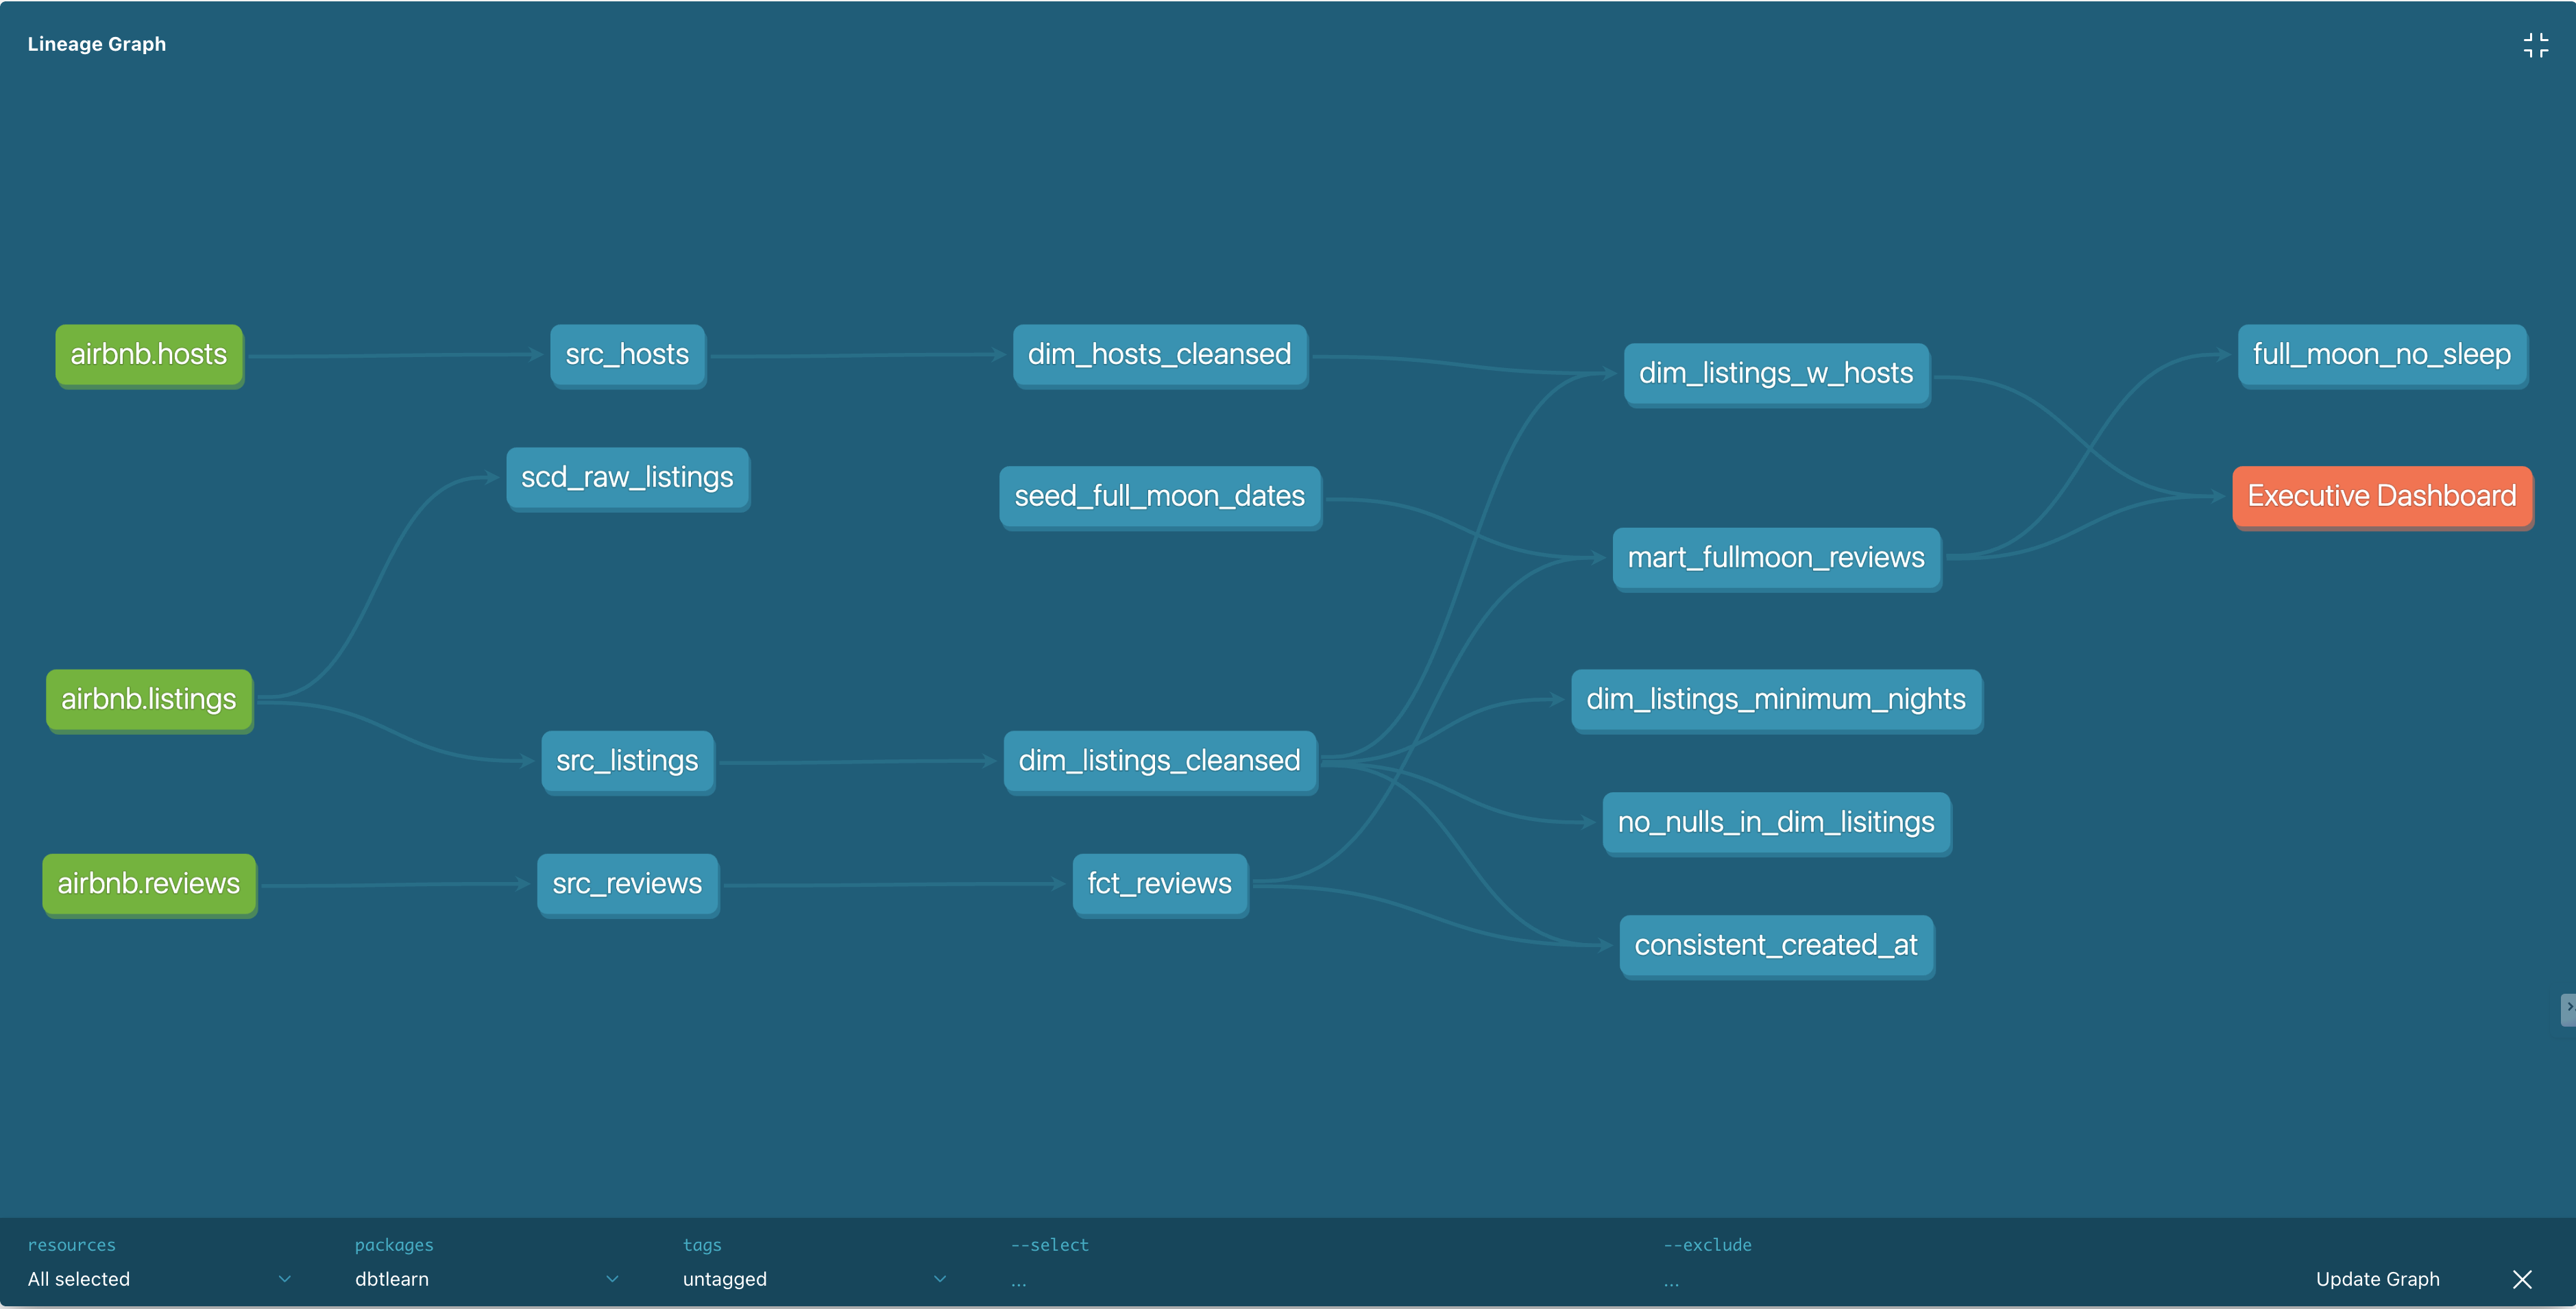 Lineage Graph
airbnb.hosts
src_hosts
dim_hosts_cleansed
dim_listings_w_hosts
full_moon_no_sleep
scd_raw_listings
seed_full_moon_dates
Executive Dashboard
mart_fullmoon_reviews
airbnb.listings
dim_listings_minimum_nights
src_listings
dim_listings_cleansed
no_nulls_in_dim_lisitings
airbnb.reviews
src_reviews
fct_reviews
consistent_created_at
resources
All selected
packages
dbtlearn
tags
untagged
--select
...
--exclude
...
Update Graph